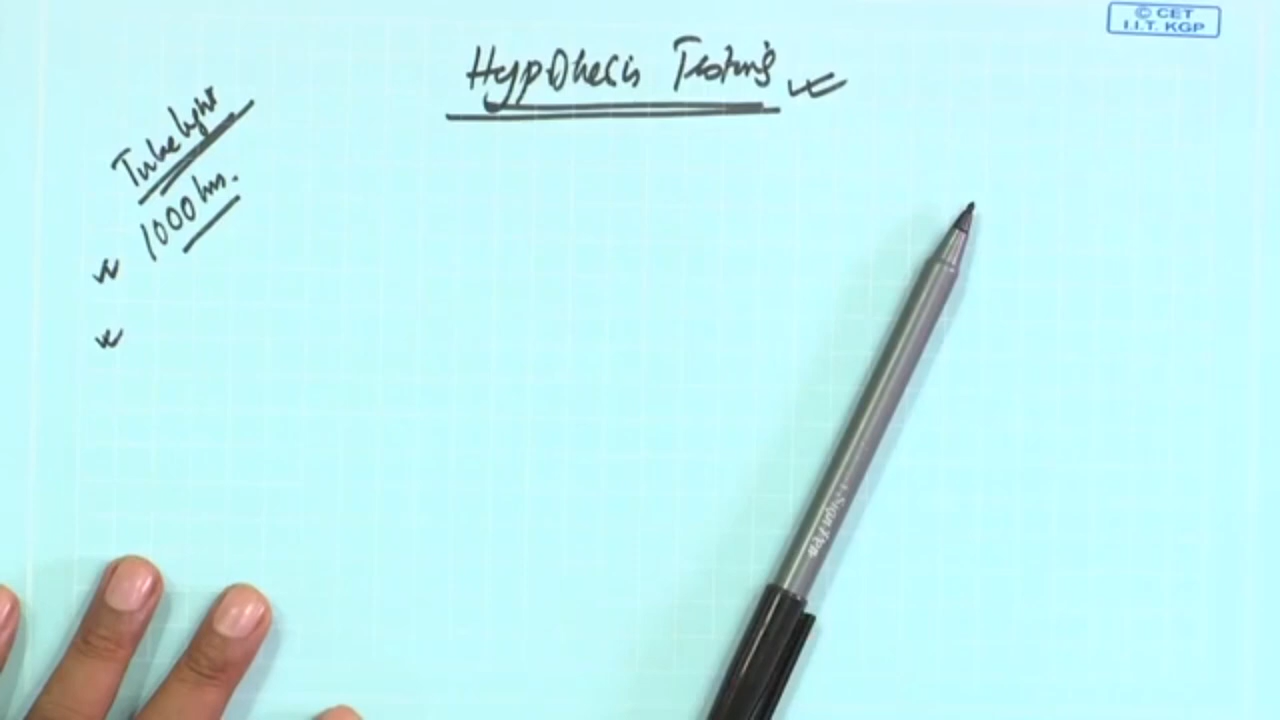 Hypothesis Testing
Tubelight
1000 hrs.
© CET
I.I.T. KGP